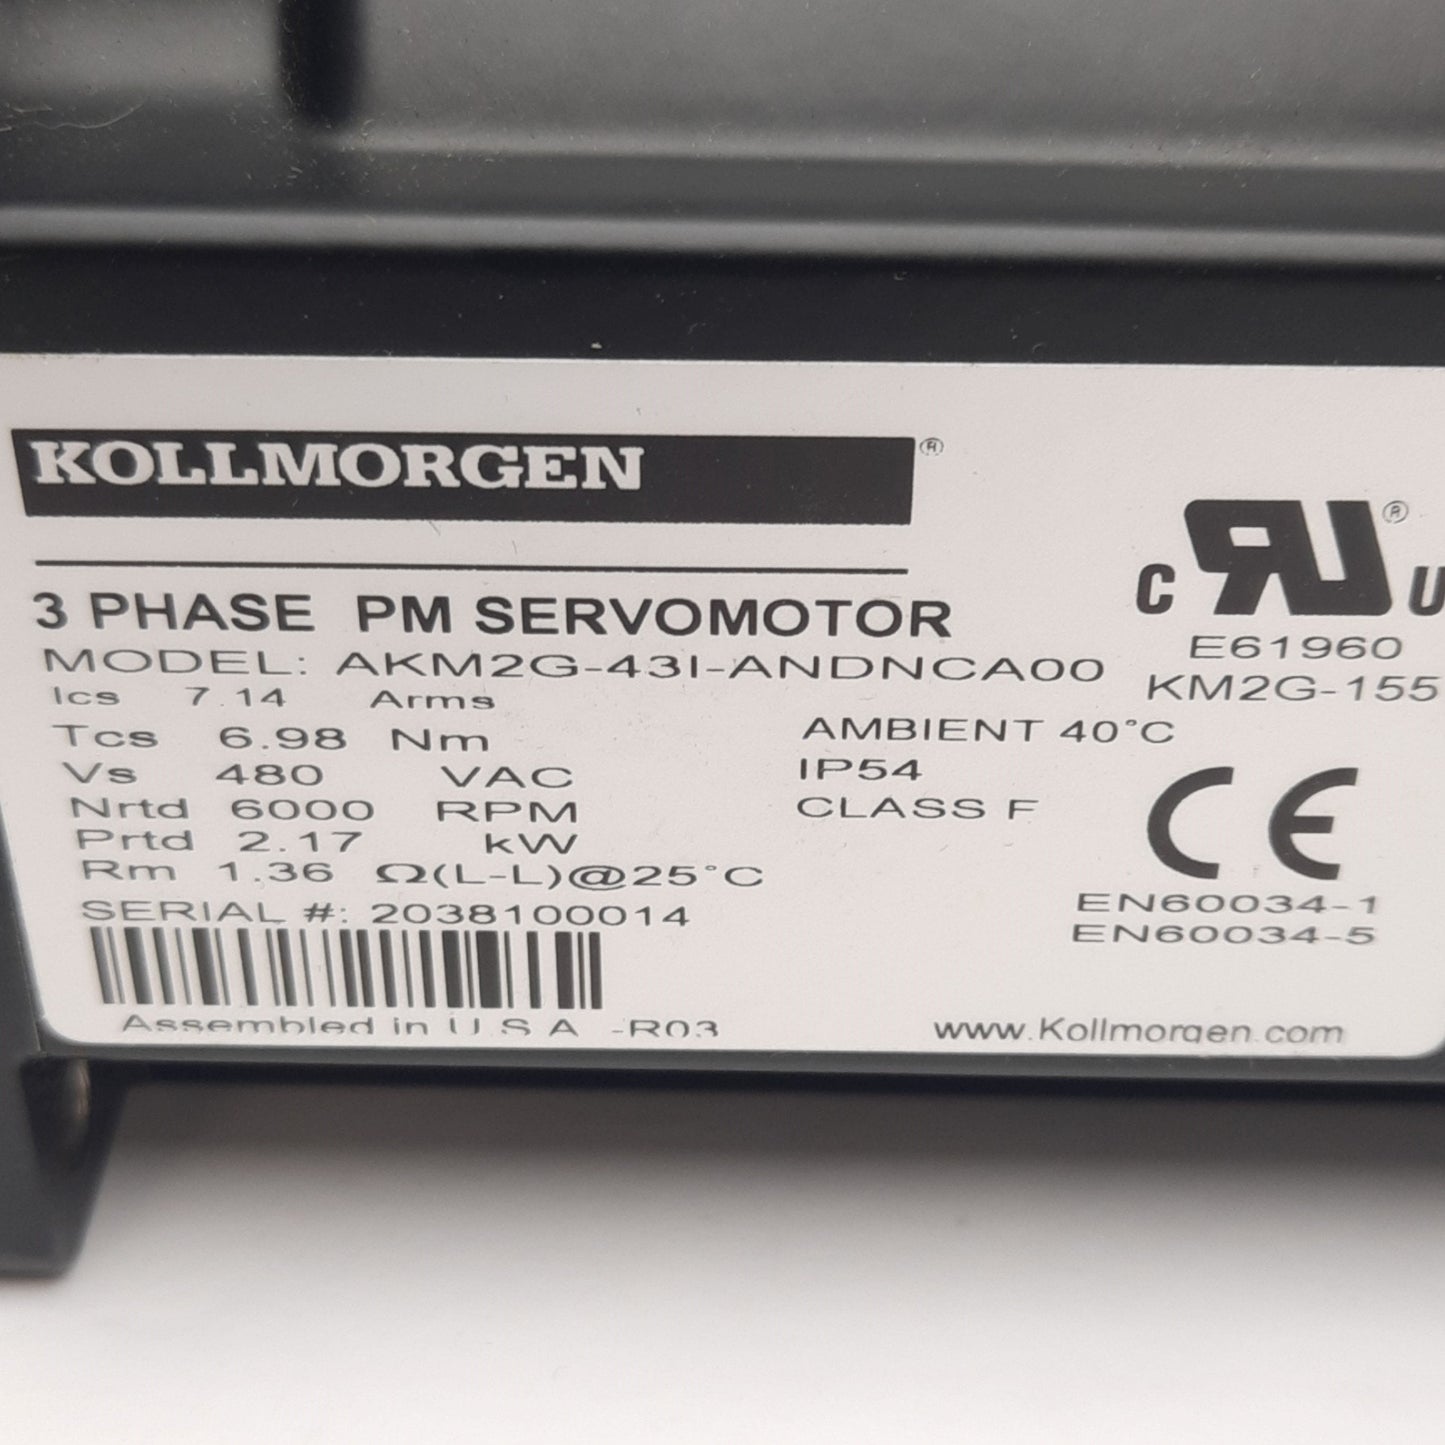 KOLLMORGEN ®
3 PHASE PM SERVOMOTOR
MODEL: AKM2G-43I-ANDNCA00
Ics 7.14 Arms
Tcs 6.98 Nm
Vs 480 VAC
Nrtd 6000 RPM
Prtd 2.17 kW
Rm 1.36 Ω(L-L)@25°C
SERIAL #: 2038100014
Assembled in U.S.A -R03
AMBIENT 40°C
IP54
CLASS F
C RU US ®
E61960
KM2G-155
CE
EN60034-1
EN60034-5
www.Kollmorgen.com